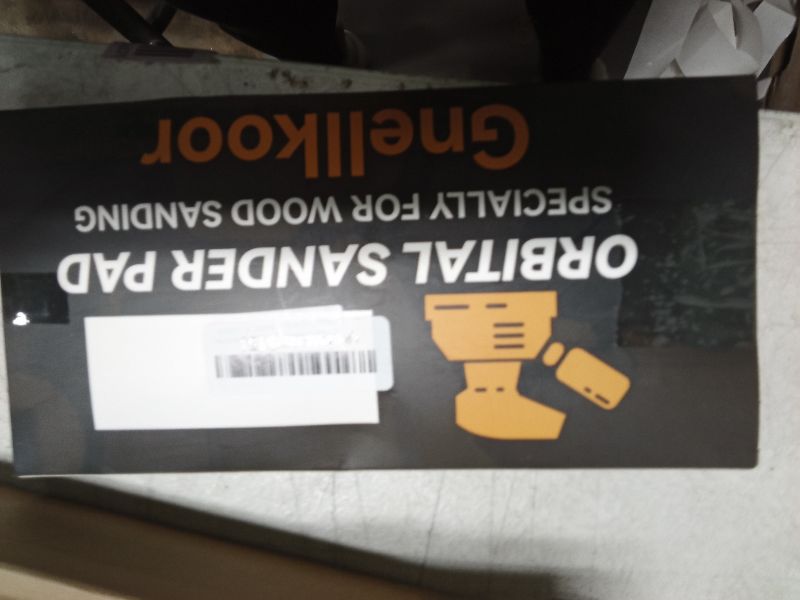 ORBITAL SANDER PAD
SPECIALLY FOR WOOD SANDING
Gnellkoor